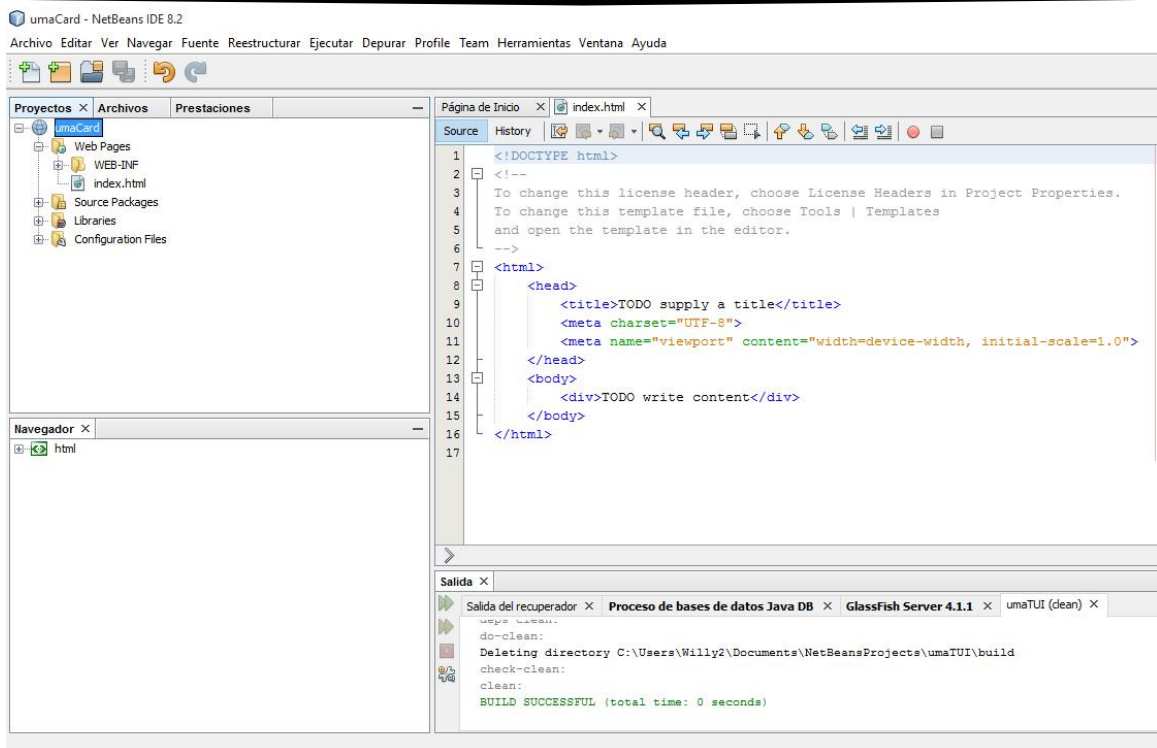 umaCard - NetBeans IDE 8.2
Archivo Editar Ver Navegar Fuente Reestructurar Ejecutar Depurar Profile Team Herramientas Ventana Ayuda
Proyectos Archivos Prestaciones
umaCard
Web Pages
WEB-INF
index.html
Source Packages
Libraries
Configuration Files
Navegador
html
Página de Inicio index.html
Source History
1 <!DOCTYPE html>
2 <!--
3 To change this license header, choose License Headers in Project Properties.
4 To change this template file, choose Tools | Templates
5 and open the template in the editor.
6 -->
7 <html>
8 <head>
9 <title>TODO supply a title</title>
10 <meta charset="UTF-8">
11 <meta name="viewport" content="width=device-width, initial-scale=1.0">
12 </head>
13 <body>
14 <div>TODO write content</div>
15 </body>
16 </html>
17
Salida
Salida del recuperador Proceso de bases de datos Java DB GlassFish Server 4.1.1 umaTUI (clean)
deps-clean:
do-clean:
Deleting directory C:\Users\Willy2\Documents\NetBeansProjects\umaTUI\build
check-clean:
clean:
BUILD SUCCESSFUL (total time: 0 seconds)